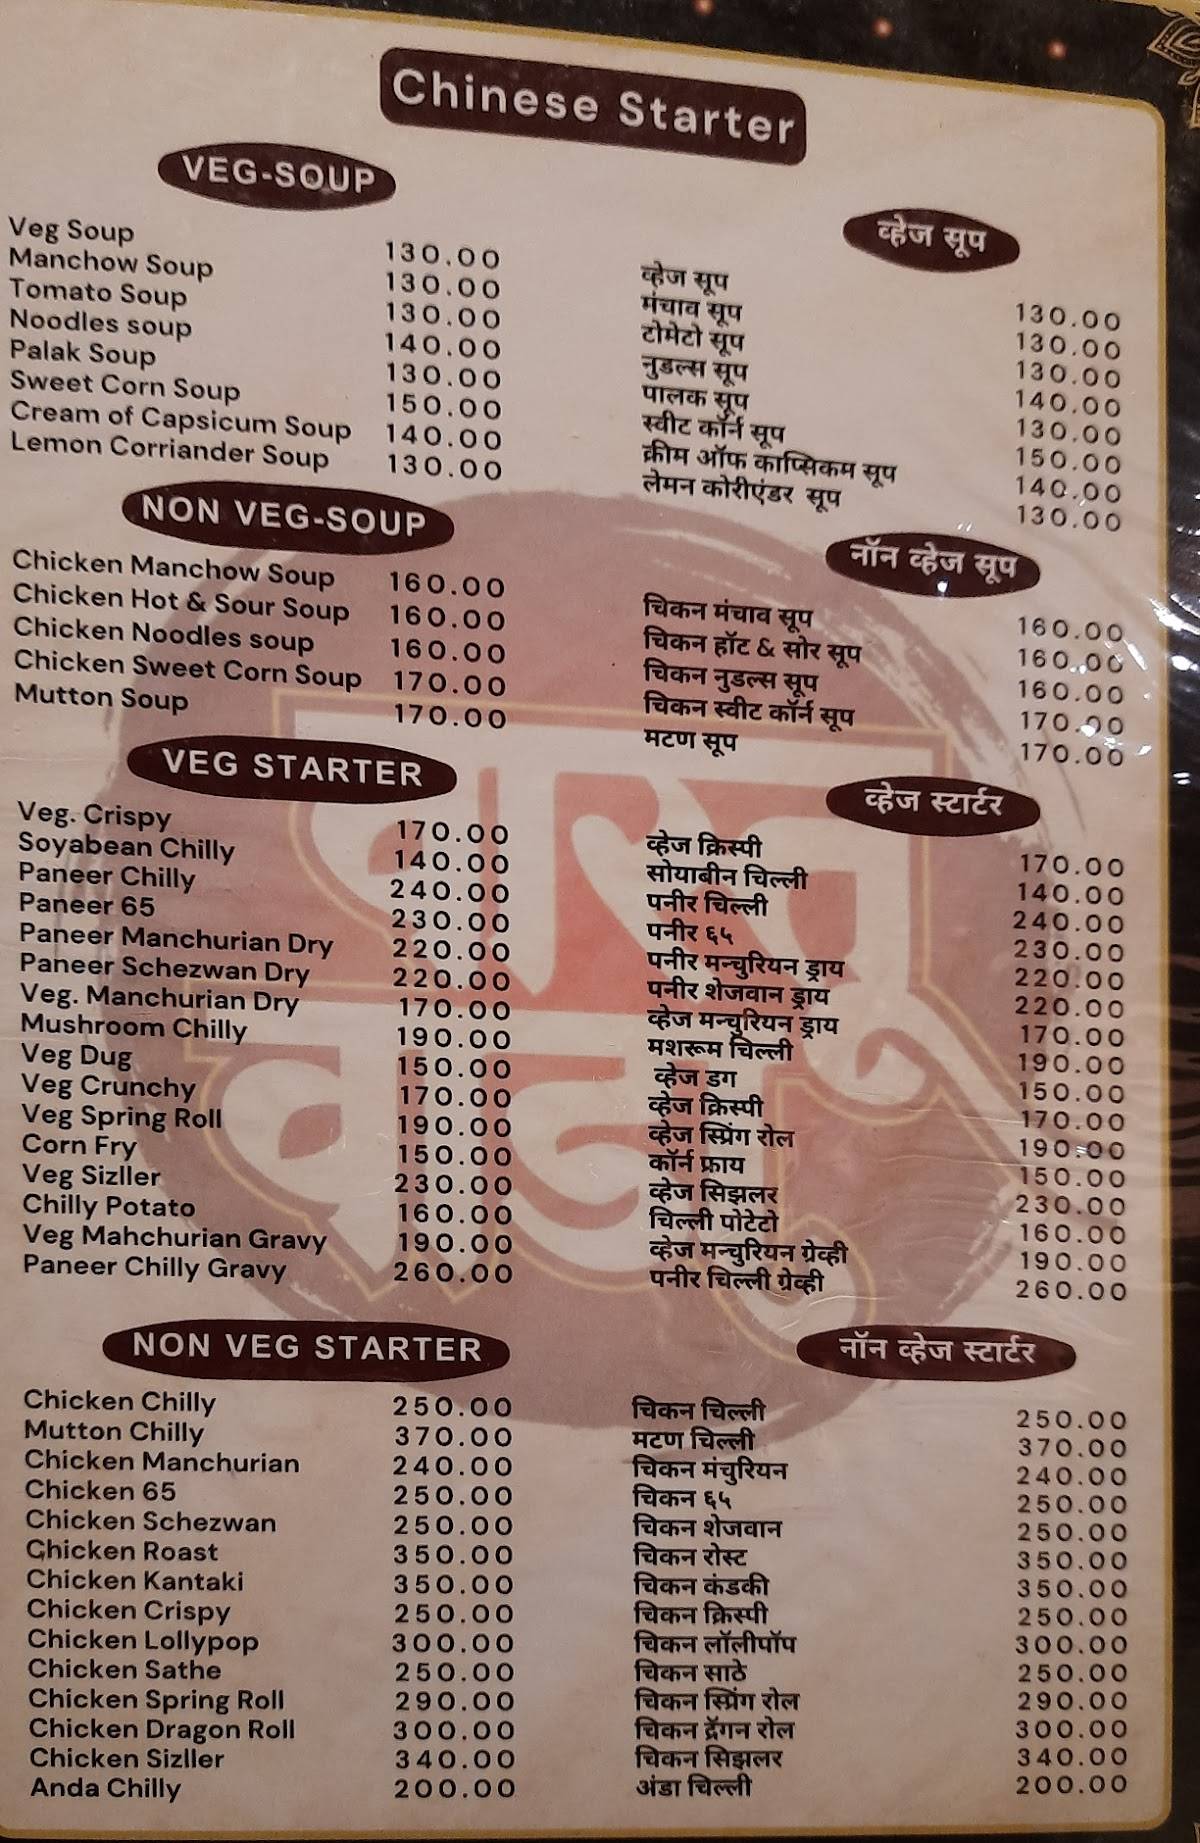 Chinese Starter
VEG-SOUP
Veg Soup 130.00
Manchow Soup 130.00
Tomato Soup 130.00
Noodles soup 140.00
Palak Soup 130.00
Sweet Corn Soup 150.00
Cream of Capsicum Soup 140.00
Lemon Corriander Soup 130.00
व्हेज सूप
व्हेज सूप 130.00
मंचाव सूप 130.00
टोमेटो सूप 130.00
नुडल्स सूप 140.00
पालक सूप 130.00
स्वीट कॉर्न सूप 150.00
क्रीम ऑफ काप्सिकम सूप 140.00
लेमन कोरीएंडर सूप 130.00
NON VEG-SOUP
Chicken Manchow Soup 160.00
Chicken Hot & Sour Soup 160.00
Chicken Noodles soup 160.00
Chicken Sweet Corn Soup 170.00
Mutton Soup 170.00
नॉन व्हेज सूप
चिकन मंचाव सूप 160.00
चिकन हॉट & सोर सूप 160.00
चिकन नुडल्स सूप 160.00
चिकन स्वीट कॉर्न सूप 170.00
मटण सूप 170.00
VEG STARTER
Veg. Crispy 170.00
Soyabean Chilly 140.00
Paneer Chilly 240.00
Paneer 65 230.00
Paneer Manchurian Dry 220.00
Paneer Schezwan Dry 220.00
Veg. Manchurian Dry 170.00
Mushroom Chilly 190.00
Veg Dug 150.00
Veg Crunchy 170.00
Veg Spring Roll 190.00
Corn Fry 150.00
Veg Sizller 230.00
Chilly Potato 160.00
Veg Mahchurian Gravy 190.00
Paneer Chilly Gravy 260.00
व्हेज स्टार्टर
व्हेज क्रिस्पी 170.00
सोयाबीन चिल्ली 140.00
पनीर चिल्ली 240.00
पनीर ६५ 230.00
पनीर मन्चुरियन ड्राय 220.00
पनीर शेजवान ड्राय 220.00
व्हेज मन्चुरियन ड्राय 170.00
मशरूम चिल्ली 190.00
व्हेज डग 150.00
व्हेज क्रिस्पी 170.00
व्हेज स्प्रिंग रोल 190.00
कॉर्न फ्राय 150.00
व्हेज सिझलर 230.00
चिल्ली पोटेटो 160.00
व्हेज मन्चुरियन ग्रेव्ही 190.00
पनीर चिल्ली ग्रेव्ही 260.00
NON VEG STARTER
Chicken Chilly 250.00
Mutton Chilly 370.00
Chicken Manchurian 240.00
Chicken 65 250.00
Chicken Schezwan 250.00
Chicken Roast 350.00
Chicken Kantaki 350.00
Chicken Crispy 250.00
Chicken Lollypop 300.00
Chicken Sathe 250.00
Chicken Spring Roll 290.00
Chicken Dragon Roll 300.00
Chicken Sizller 340.00
Anda Chilly 200.00
नॉन व्हेज स्टार्टर
चिकन चिल्ली 250.00
मटण चिल्ली 370.00
चिकन मंचुरियन 240.00
चिकन ६५ 250.00
चिकन शेजवान 250.00
चिकन रोस्ट 350.00
चिकन कंडकी 350.00
चिकन क्रिस्पी 250.00
चिकन लॉलीपॉप 300.00
चिकन साठे 250.00
चिकन स्प्रिंग रोल 290.00
चिकन ड्रॅगन रोल 300.00
चिकन सिझलर 340.00
अंडा चिल्ली 200.00